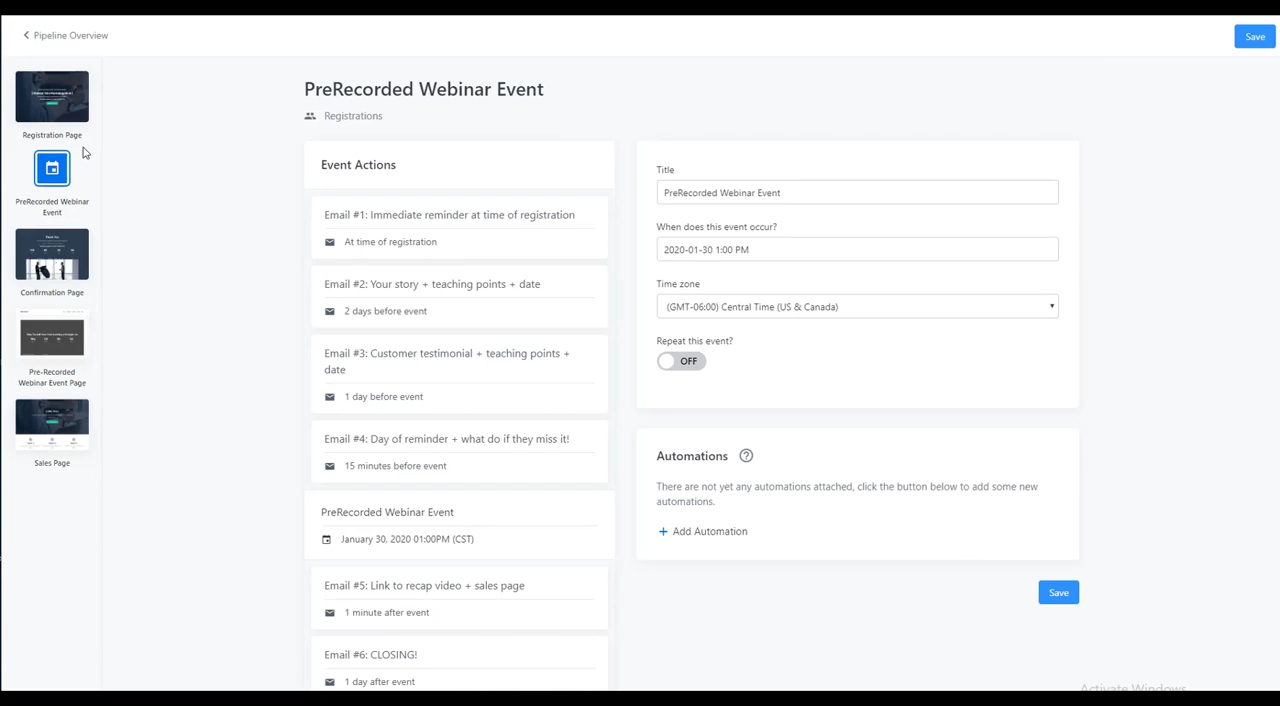 Pipeline Overview
Save
Registration Page
PreRecorded Webinar
Event
Confirmation Page
Pre-Recorded
Webinar Event Page
Sales Page
PreRecorded Webinar Event
Registrations
Event Actions
Email #1: Immediate reminder at time of registration
At time of registration
Email #2: Your story + teaching points + date
2 days before event
Email #3: Customer testimonial + teaching points +
date
1 day before event
Email #4: Day of reminder + what do if they miss it!
15 minutes before event
PreRecorded Webinar Event
January 30, 2020 01:00PM (CST)
Email #5: Link to recap video + sales page
1 minute after event
Email #6: CLOSING!
1 day after event
Title
PreRecorded Webinar Event
When does this event occur?
2020-01-30 1:00 PM
Time zone
(GMT-06:00) Central Time (US & Canada)
Repeat this event?
OFF
Automations
There are not yet any automations attached, click the button below to add some new
automations.
+ Add Automation
Save
Activate Windows